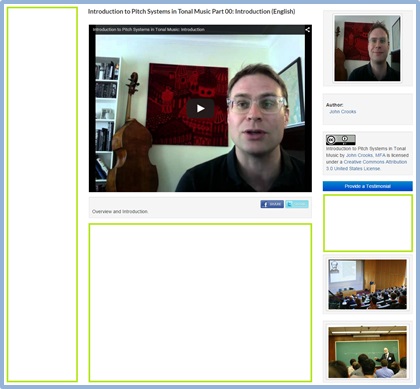 Introduction to Pitch Systems in Tonal Music Part 00: Introduction (English)
Introduction to Pitch Systems in Tonal Music: Introduction
SHARE
Overview and Introduction.
Author:
John Crooks
Introduction to Pitch Systems in Tonal
Music by John Crooks, MFA is licensed
under a Creative Commons Attribution
3.0 United States License.
Provide a Testimonial